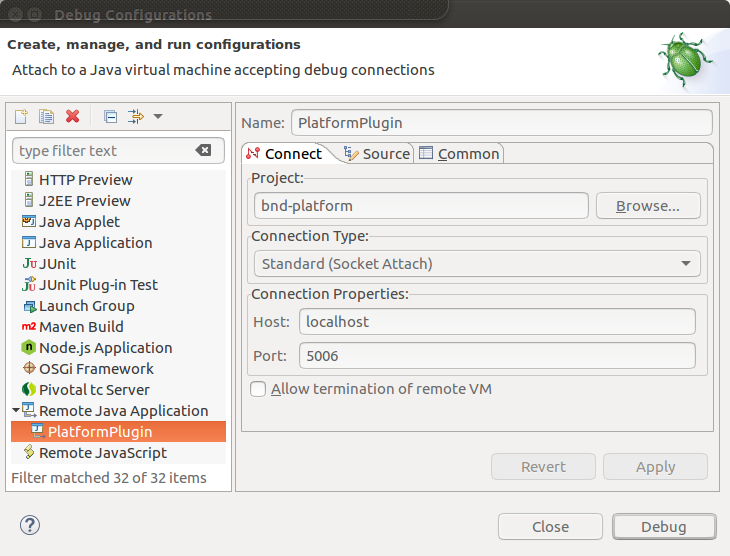 Debug Configurations
Create, manage, and run configurations
Attach to a Java virtual machine accepting debug connections
type filter text
HTTP Preview
J2EE Preview
Java Applet
Java Application
JU JUnit
JUnit Plug-in Test
Launch Group
m2 Maven Build
Node.js Application
OSGi Framework
Pivotal tc Server
Remote Java Application
PlatformPlugin
Remote JavaScript
Filter matched 32 of 32 items
Name: PlatformPlugin
Connect Source Common
Project:
bnd-platform Browse...
Connection Type:
Standard (Socket Attach)
Connection Properties:
Host: localhost
Port: 5006
Allow termination of remote VM
Revert Apply
? Close Debug